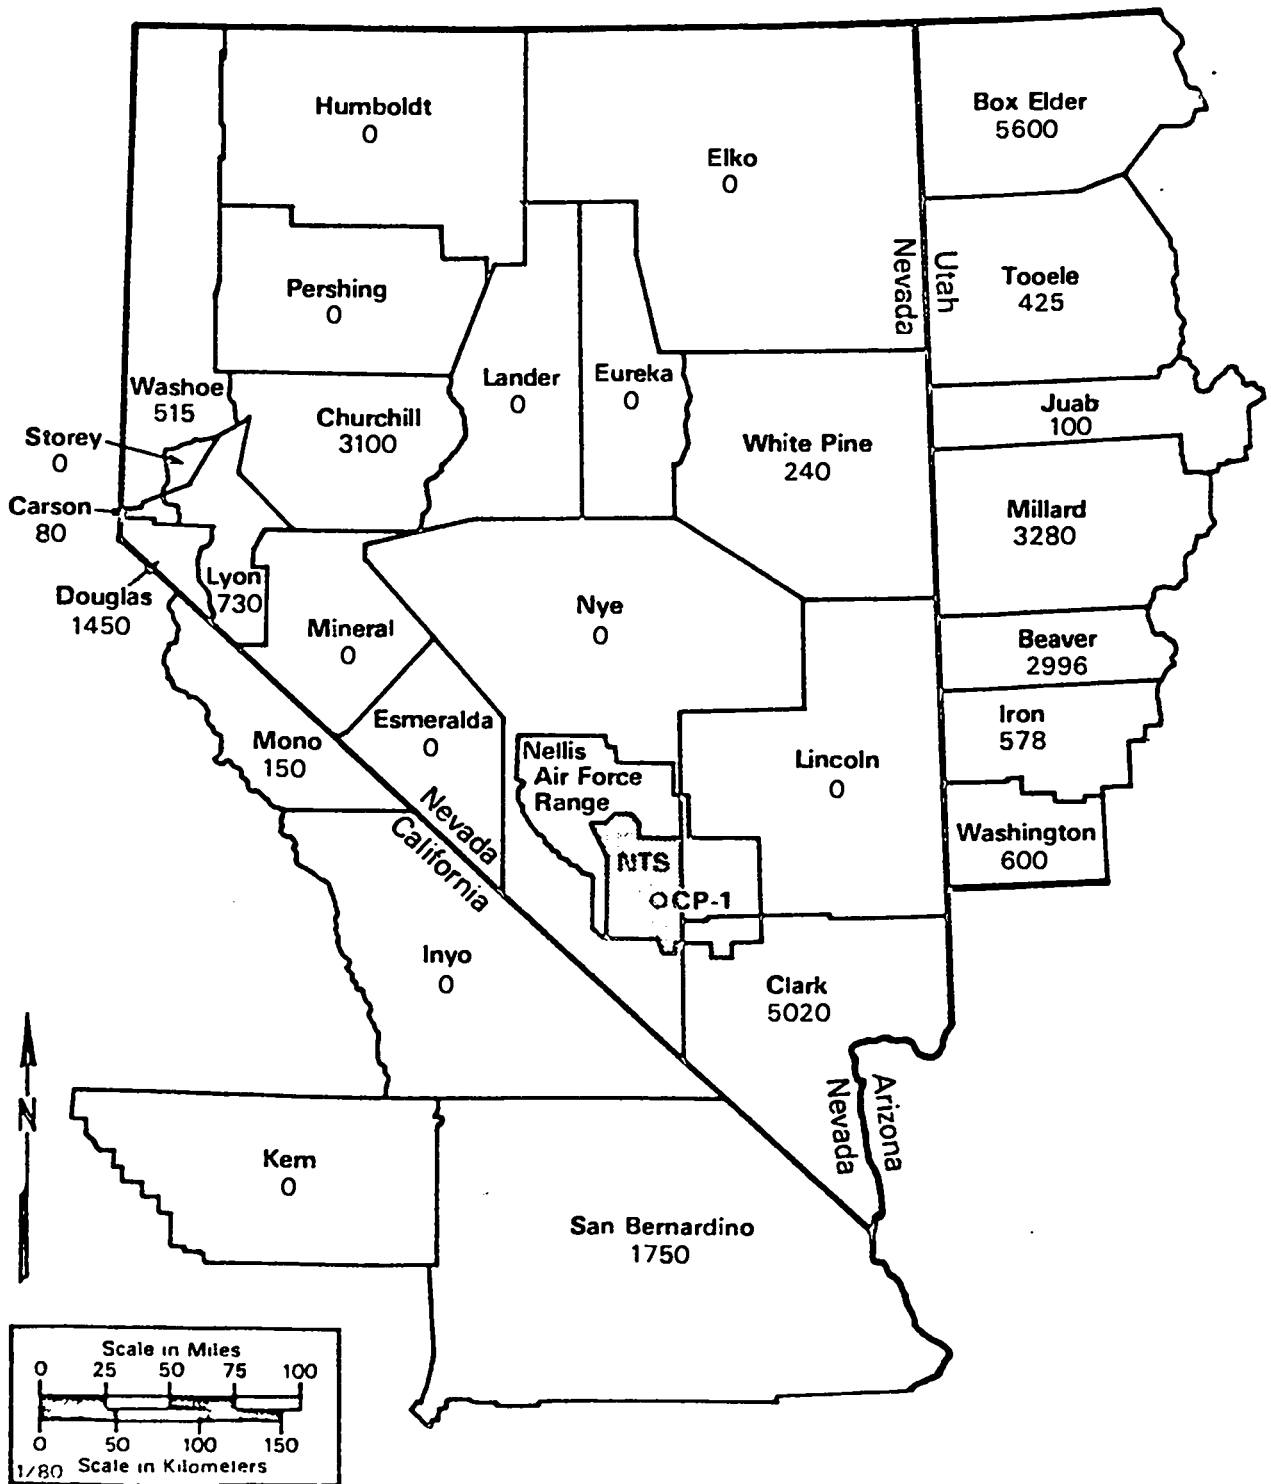 Humboldt
0
Elko
0
Box Elder
5600
Pershing
0
Nevada
Utah
Tooele
425
Washoe
515
Lander
0
Eureka
0
Churchill
3100
Storey
0
White Pine
240
Juab
100
Carson
80
Millard
3280
Douglas
1450
Lyon
730
Mineral
0
Nye
0
Beaver
2996
Esmeralda
0
Iron
578
Mono
150
Nellis
Air Force
Range
Lincoln
0
Nevada
California
NTS
CP-1
Washington
600
Inyo
0
Clark
5020
N
Nevada
Arizona
Kern
0
San Bernardino
1750
Scale in Miles
0 25 50 75 100
0 50 100 150
1/80 Scale in Kilometers